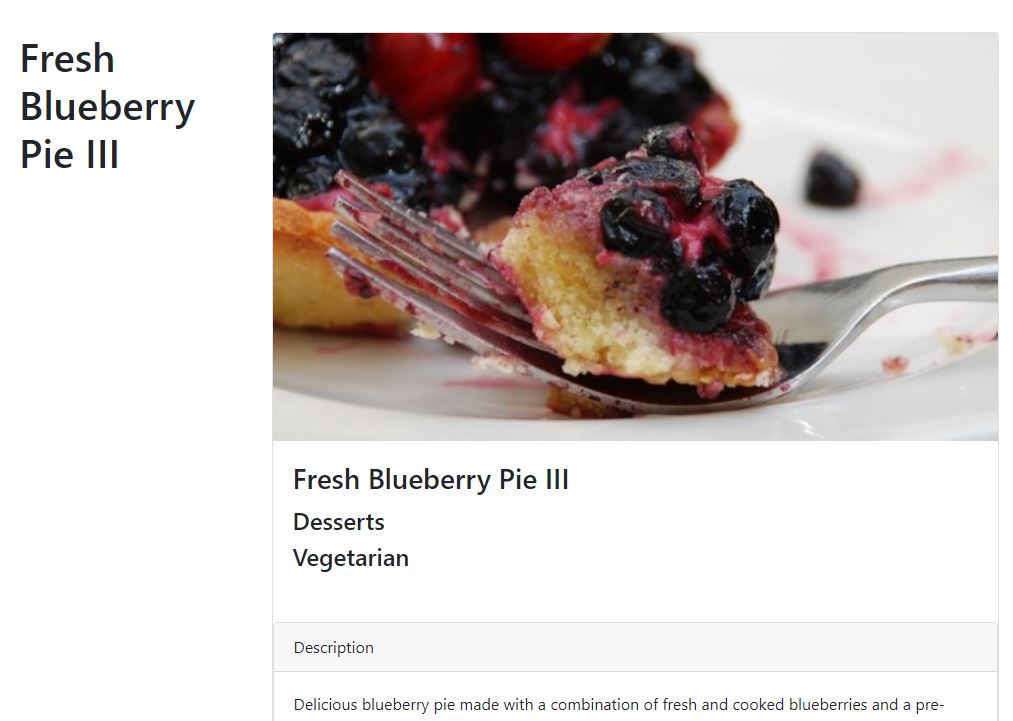 Fresh
Blueberry
Pie III
Fresh Blueberry Pie III
Desserts
Vegetarian
Description
Delicious blueberry pie made with a combination of fresh and cooked blueberries and a pre-